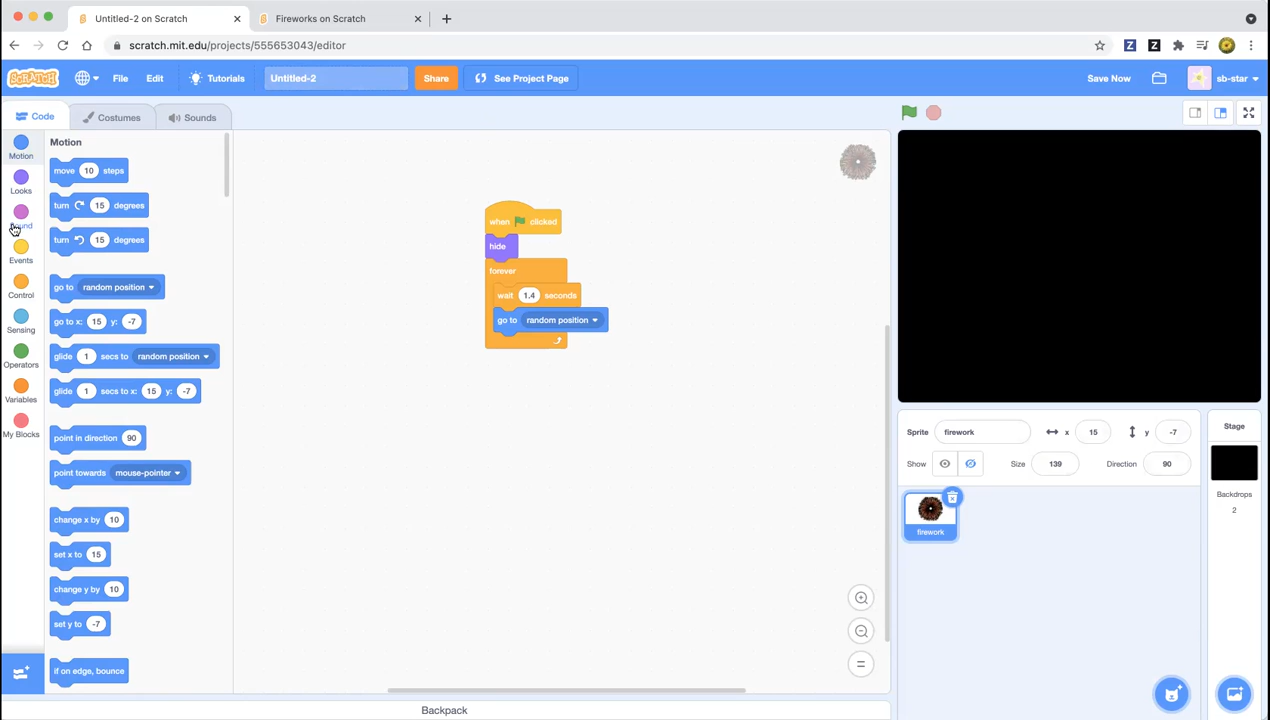 Untitled-2 on Scratch
Fireworks on Scratch
scratch.mit.edu/projects/555653043/editor
SCRATCH
File
Edit
Tutorials
Untitled-2
Share
See Project Page
Save Now
sb-star
Code
Costumes
Sounds
Motion
Looks
Sound
Events
Control
Sensing
Operators
Variables
My Blocks
Motion
move 10 steps
turn 15 degrees
turn 15 degrees
go to random position
go to x: 15 y: -7
glide 1 secs to random position
glide 1 secs to x: 15 y: -7
point in direction 90
point towards mouse-pointer
change x by 10
set x to 15
change y by 10
set y to -7
if on edge, bounce
when clicked
hide
forever
wait 1.4 seconds
go to random position
Sprite firework x 15 y -7
Show Size 139 Direction 90
firework
Stage
Backdrops
2
Backpack